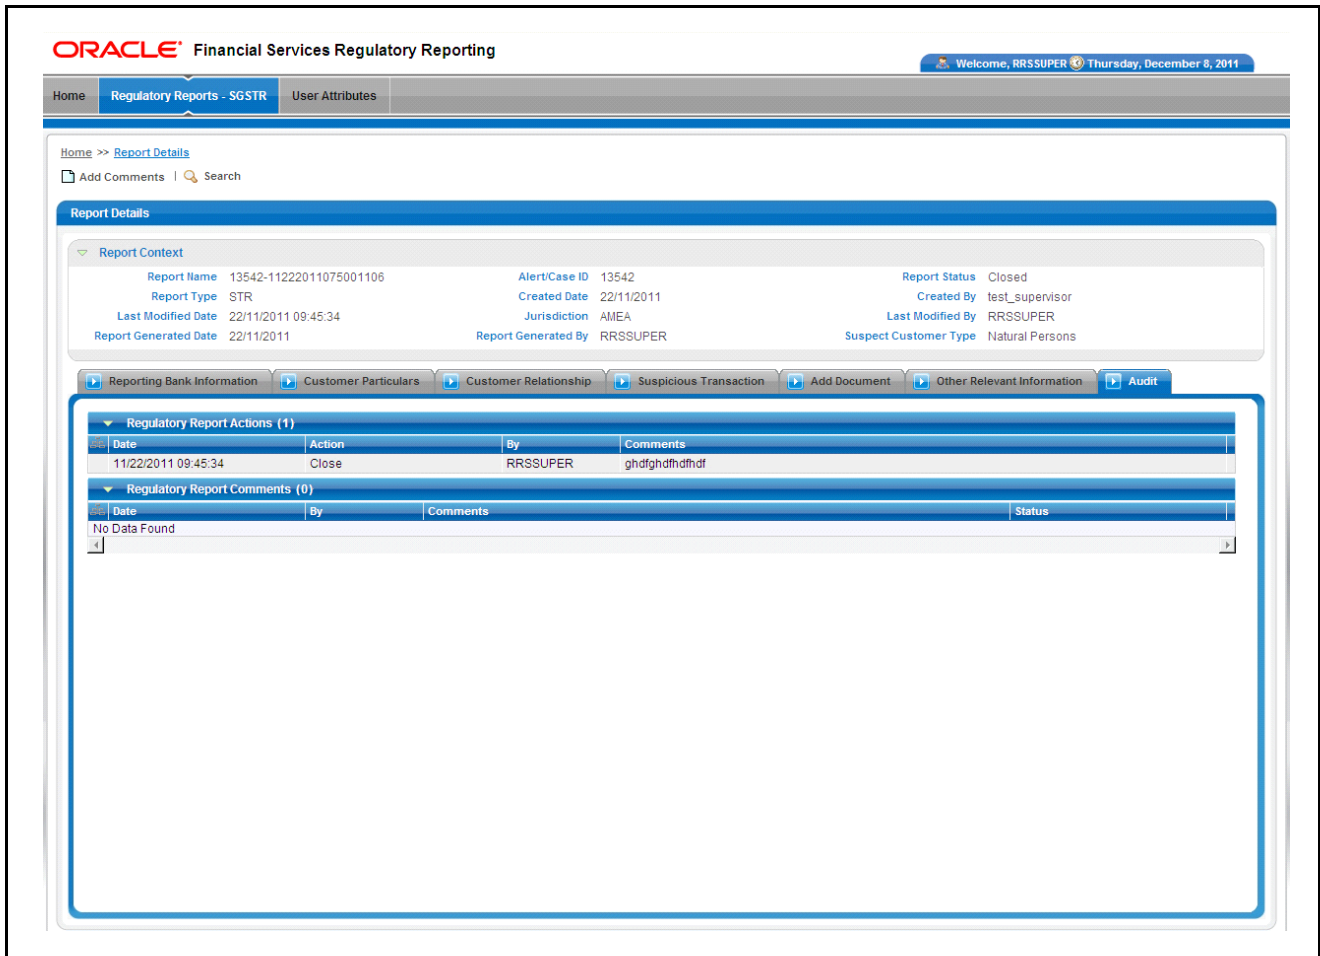 ORACLE Financial Services Regulatory Reporting
Welcome, RRSSUPER Thursday, December 8, 2011
Home Regulatory Reports - SGSTR User Attributes
Home >> Report Details
Add Comments | Search
Report Details
Report Context
Report Name 13542-11222011075001106 Alert/Case ID 13542 Report Status Closed
Report Type STR Created Date 22/11/2011 Created By test_supervisor
Last Modified Date 22/11/2011 09:45:34 Jurisdiction AMEA Last Modified By RRSSUPER
Report Generated Date 22/11/2011 Report Generated By RRSSUPER Suspect Customer Type Natural Persons
Reporting Bank Information Customer Particulars Customer Relationship Suspicious Transaction Add Document Other Relevant Information Audit
Regulatory Report Actions (1)
Date Action By Comments
11/22/2011 09:45:34 Close RRSSUPER ghdfghdfhdfhdf
Regulatory Report Comments (0)
Date By Comments Status
No Data Found